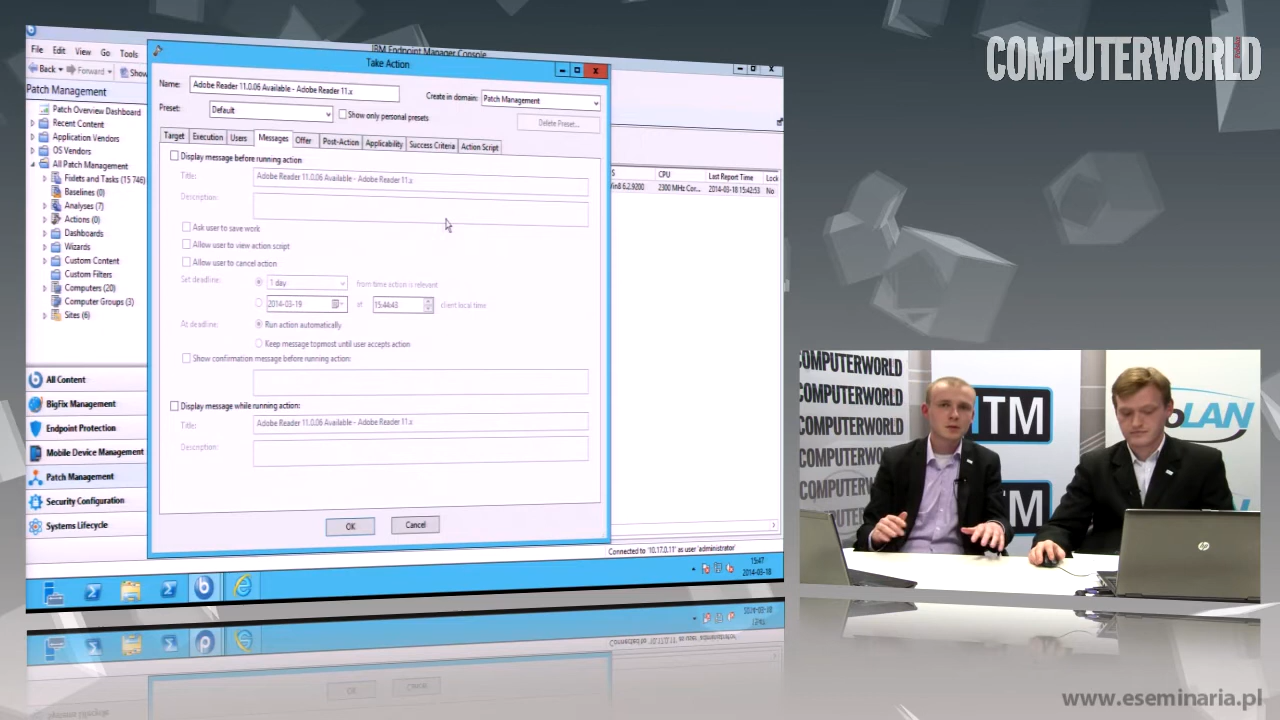 COMPUTERWORLD
IBM Endpoint Manager Console
File Edit View Go Tools
Back Forward Show
Patch Management
Patch Overview Dashboard
Recent Content
Application Vendors
OS Vendors
All Patch Management
Fixlets and Tasks (15 746)
Baselines (0)
Analyses (7)
Actions (0)
Dashboards
Wizards
Custom Content
Custom Filters
Computers (20)
Computer Groups (3)
Sites (6)
All Content
BigFix Management
Endpoint Protection
Mobile Device Management
Patch Management
Security Configuration
Systems Lifecycle
Take Action
Name: Adobe Reader 11.0.06 Available - Adobe Reader 11.x
Create in domain: Patch Management
Preset: Default
Show only personal presets
Delete Preset...
Target Execution Users Messages Offer Post-Action Applicability Success Criteria Action Script
Display message before running action
Title: Adobe Reader 11.0.06 Available - Adobe Reader 11.x
Description:
Ask user to save work
Allow user to view action script
Allow user to cancel action
Set deadline: 1 day from time action is relevant
2014-03-19 at 15:44:43 client local time
At deadline: Run action automatically
Keep message topmost until user accepts action
Show confirmation message before running action:
Display message while running action:
Title: Adobe Reader 11.0.06 Available - Adobe Reader 11.x
Description:
OK Cancel
CPU Last Report Time Lock
Win8 6.2.9200 2300 MHz Cor... 2014-03-18 15:42:53 No
Connected to '10.17.0.11' as user 'administrator'
15:47
2014-03-18
COMPUTERWORLD
COMPUTERWORLD
COMPUTERWORLD
COMPUTERW
COMPUTE
ITM
TM
oLAN
hp
www.eseminaria.pl